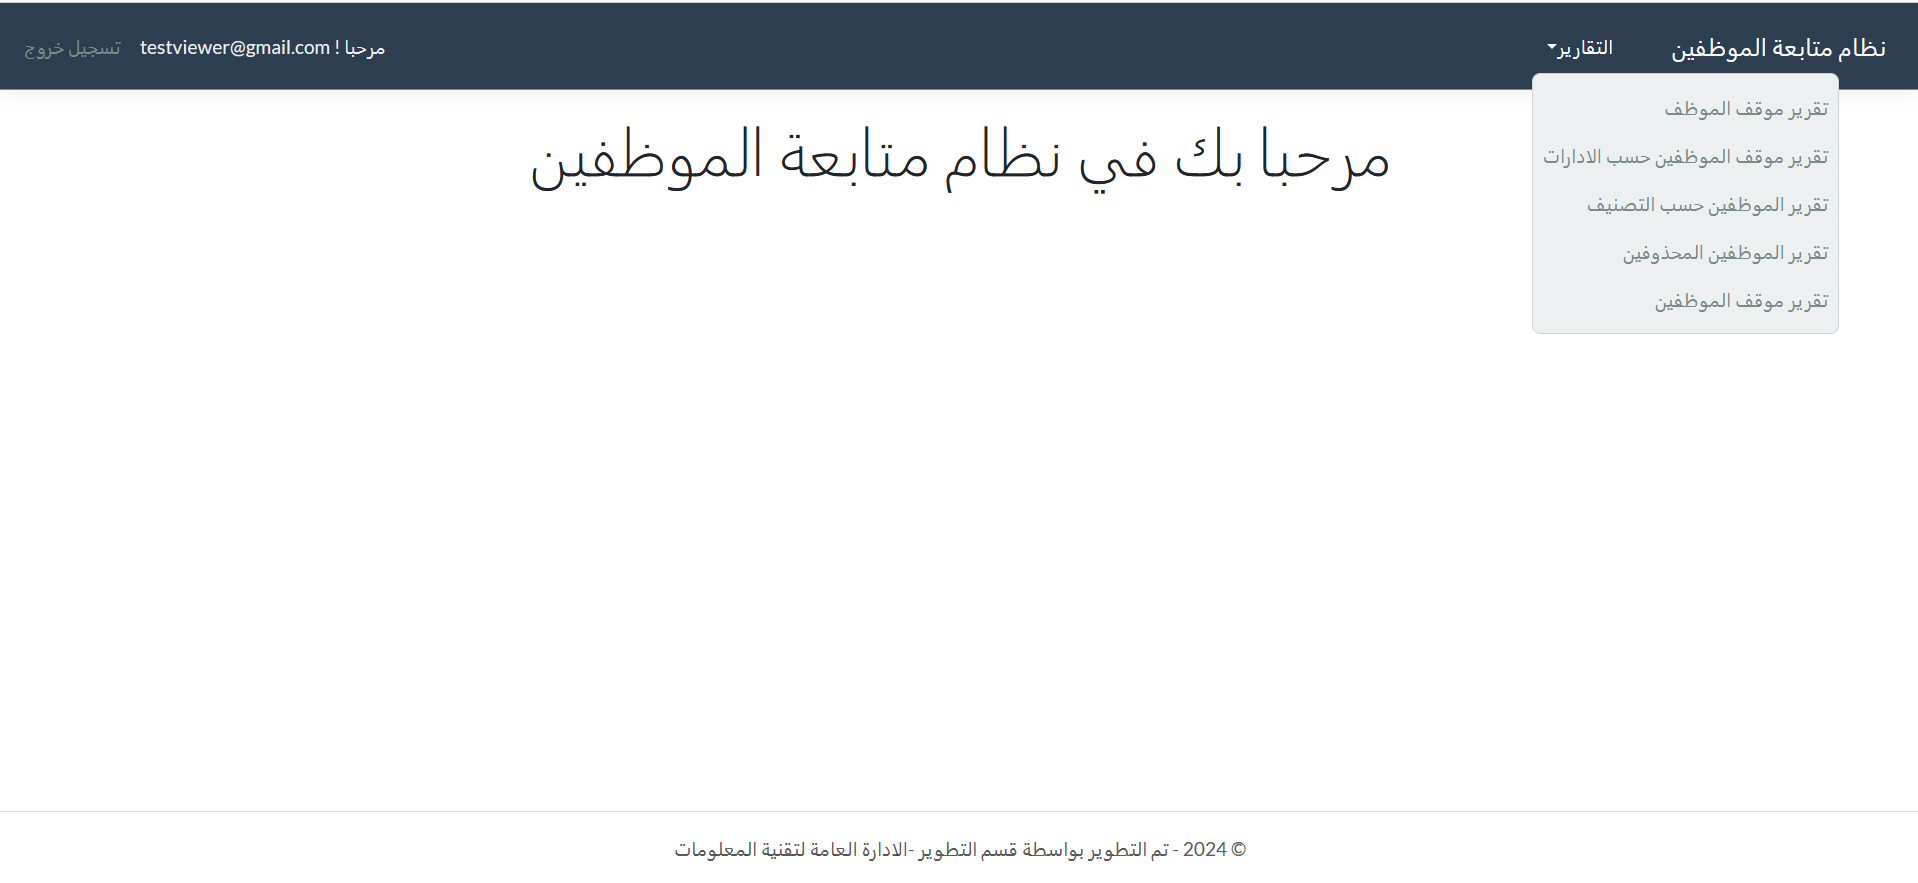 نظام متابعة الموظفين
التقارير
مرحبا ! testviewer@gmail.com
تسجيل خروج
تقرير موقف الموظف
تقرير موقف الموظفين حسب الادارات
تقرير الموظفين حسب التصنيف
تقرير الموظفين المحذوفين
تقرير موقف الموظفين
مرحبا بك في نظام متابعة الموظفين
© 2024 - تم التطوير بواسطة قسم التطوير -الادارة العامة لتقنية المعلومات